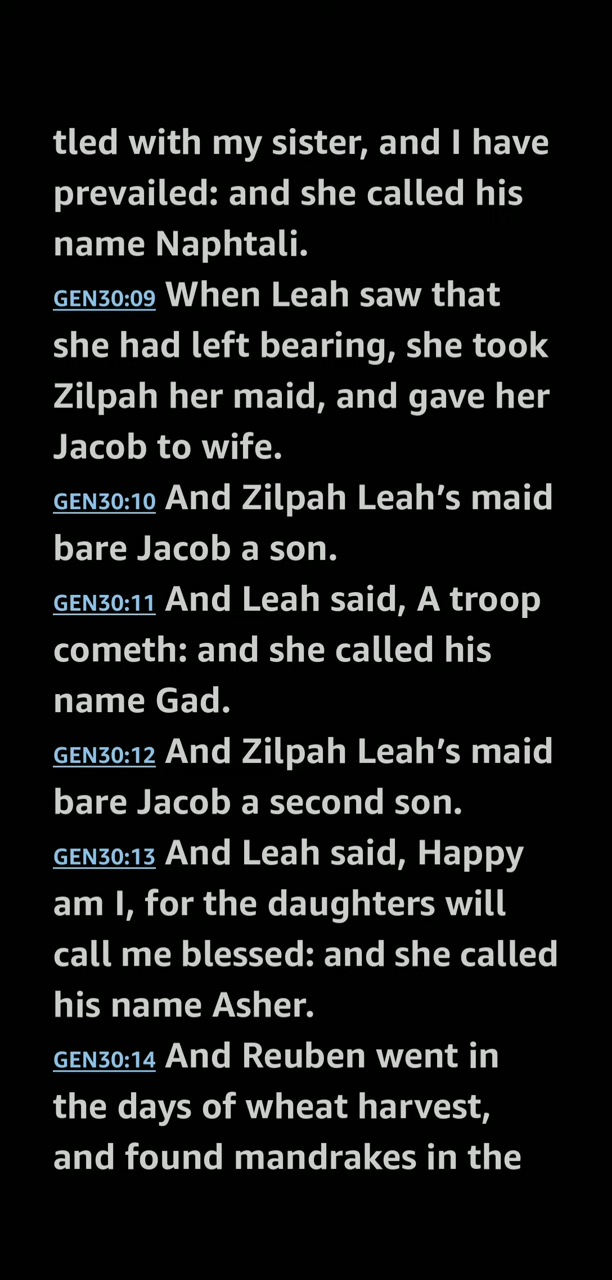 tled with my sister, and I have
prevailed: and she called his
name Naphtali.
GEN30:09 When Leah saw that
she had left bearing, she took
Zilpah her maid, and gave her
Jacob to wife.
GEN30:10 And Zilpah Leah’s maid
bare Jacob a son.
GEN30:11 And Leah said, A troop
cometh: and she called his
name Gad.
GEN30:12 And Zilpah Leah’s maid
bare Jacob a second son.
GEN30:13 And Leah said, Happy
am I, for the daughters will
call me blessed: and she called
his name Asher.
GEN30:14 And Reuben went in
the days of wheat harvest,
and found mandrakes in the